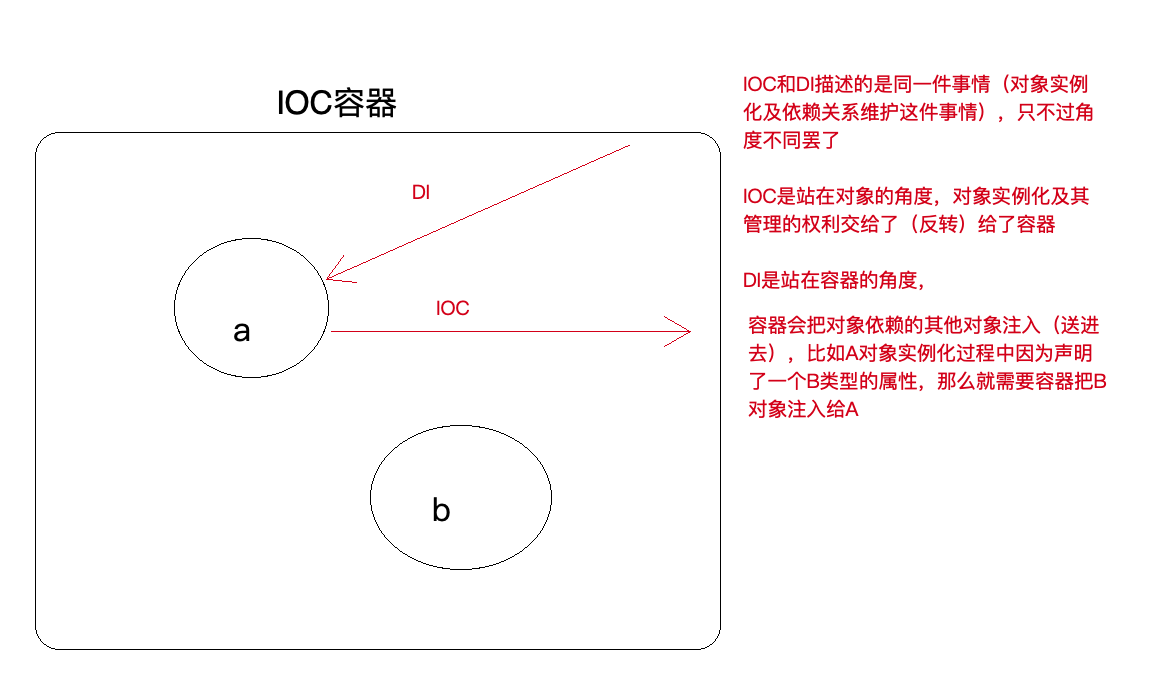 IOC容器
DI
IOC
a
b
IOC和DI描述的是同一件事情（对象实例
化及依赖关系维护这件事情），只不过角
度不同罢了
IOC是站在对象的角度，对象实例化及其
管理的权利交给了（反转）给了容器
DI是站在容器的角度，
容器会把对象依赖的其他对象注入（送进
去），比如A对象实例化过程中因为声明
了一个B类型的属性，那么就需要容器把B
对象注入给A